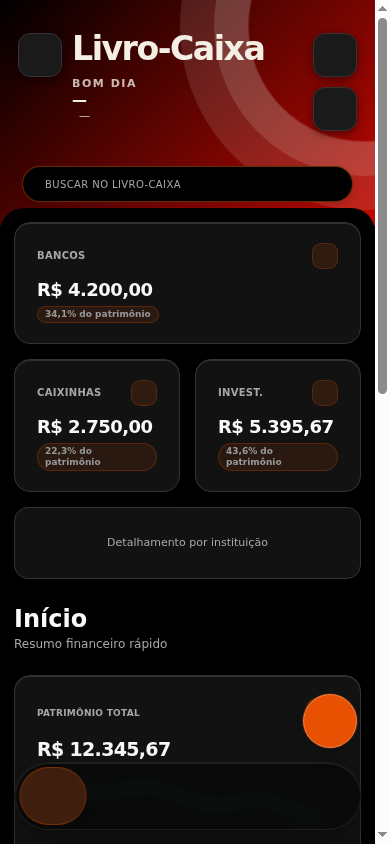 Livro-Caixa
BOM DIA
—
—
BUSCAR NO LIVRO-CAIXA
BANCOS
R$ 4.200,00
34,1% do patrimônio
CAIXINHAS
R$ 2.750,00
22,3% do
patrimônio
INVEST.
R$ 5.395,67
43,6% do
patrimônio
Detalhamento por instituição
Início
Resumo financeiro rápido
PATRIMÔNIO TOTAL
R$ 12.345,67